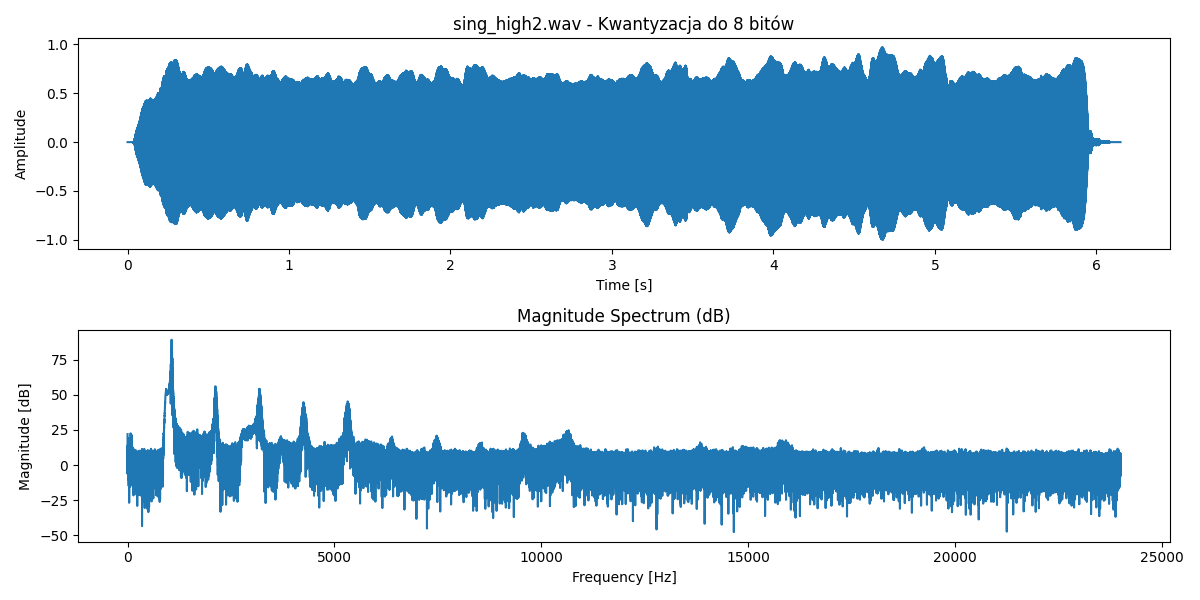 sing_high2.wav - Kwantyzacja do 8 bitów
1.0
0.5
0.0
−0.5
−1.0
Amplitude
0 1 2 3 4 5 6
Time [s]
Magnitude Spectrum (dB)
75
50
25
0
−25
−50
Magnitude [dB]
0 5000 10000 15000 20000 25000
Frequency [Hz]